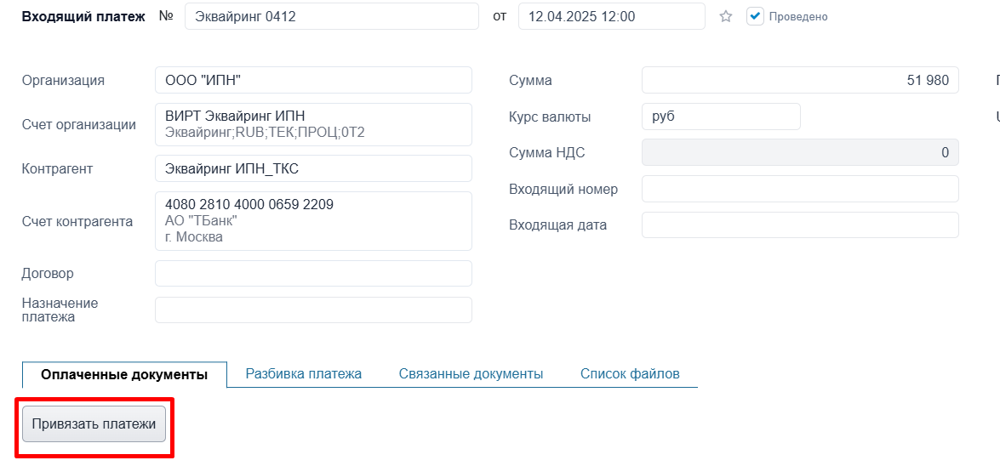 Входящий платеж № Эквайринг 0412 от 12.04.2025 12:00 Проведено
Организация ООО "ИПН"
Счет организации ВИРТ Эквайринг ИПН
Эквайринг;RUB;ТЕК;ПРОЦ;0Т2
Контрагент Эквайринг ИПН_ТКС
Счет контрагента 4080 2810 4000 0659 2209
АО "ТБанк"
г. Москва
Договор
Назначение
платежа
Сумма 51 980
Курс валюты руб
Сумма НДС 0
Входящий номер
Входящая дата
Оплаченные документы Разбивка платежа Связанные документы Список файлов
Привязать платежи